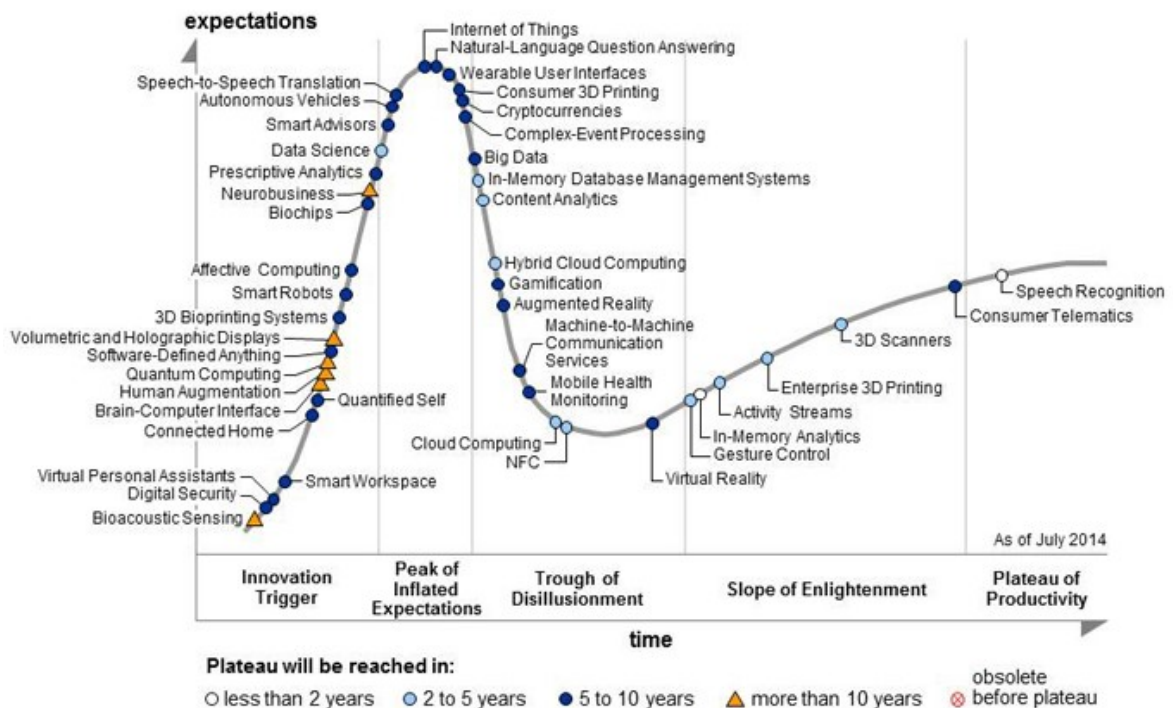 expectations
Internet of Things
Natural-Language Question Answering
Wearable User Interfaces
Consumer 3D Printing
Cryptocurrencies
Complex-Event Processing
Speech-to-Speech Translation
Autonomous Vehicles
Smart Advisors
Data Science
Prescriptive Analytics
Neurobusiness
Biochips
Big Data
In-Memory Database Management Systems
Content Analytics
Affective Computing
Smart Robots
3D Bioprinting Systems
Volumetric and Holographic Displays
Software-Defined Anything
Quantum Computing
Human Augmentation
Brain-Computer Interface
Connected Home
Quantified Self
Virtual Personal Assistants
Digital Security
Bioacoustic Sensing
Smart Workspace
Hybrid Cloud Computing
Gamification
Augmented Reality
Machine-to-Machine
Communication
Services
Mobile Health
Monitoring
Cloud Computing
NFC
Virtual Reality
Speech Recognition
Consumer Telematics
3D Scanners
Enterprise 3D Printing
Activity Streams
In-Memory Analytics
Gesture Control
As of July 2014
Innovation
Trigger
Peak of
Inflated
Expectations
Trough of
Disillusionment
Slope of Enlightenment
Plateau of
Productivity
time
Plateau will be reached in:
less than 2 years
2 to 5 years
5 to 10 years
more than 10 years
obsolete
before plateau